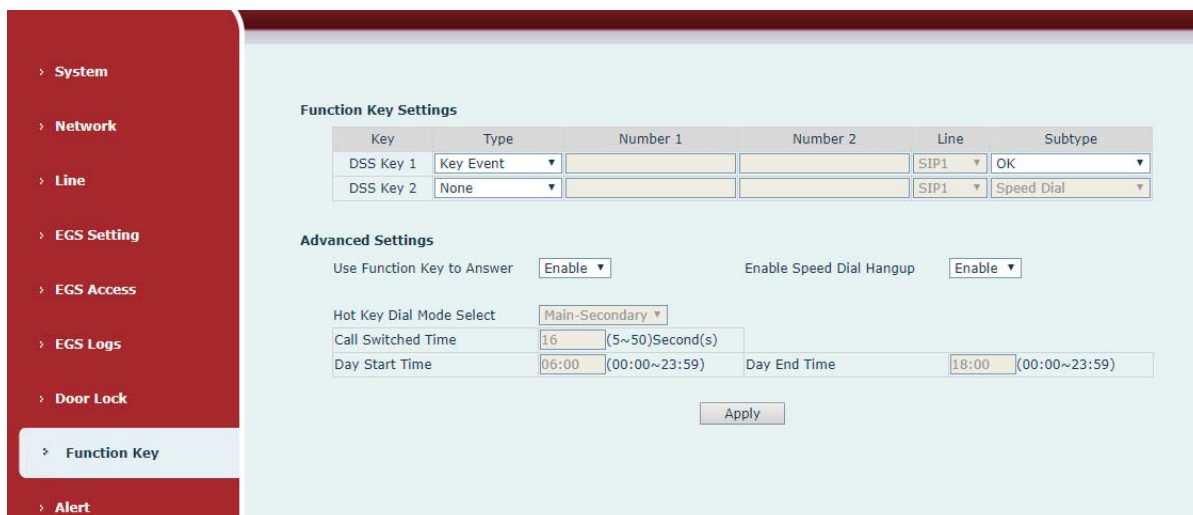 System
Network
Line
EGS Setting
EGS Access
EGS Logs
Door Lock
Function Key
Alert
Function Key Settings
Key Type Number 1 Number 2 Line Subtype
DSS Key 1 Key Event SIP1 OK
DSS Key 2 None SIP1 Speed Dial
Advanced Settings
Use Function Key to Answer Enable Enable Speed Dial Hangup Enable
Hot Key Dial Mode Select Main-Secondary
Call Switched Time 16 (5~50)Second(s)
Day Start Time 06:00 (00:00~23:59) Day End Time 18:00 (00:00~23:59)
Apply